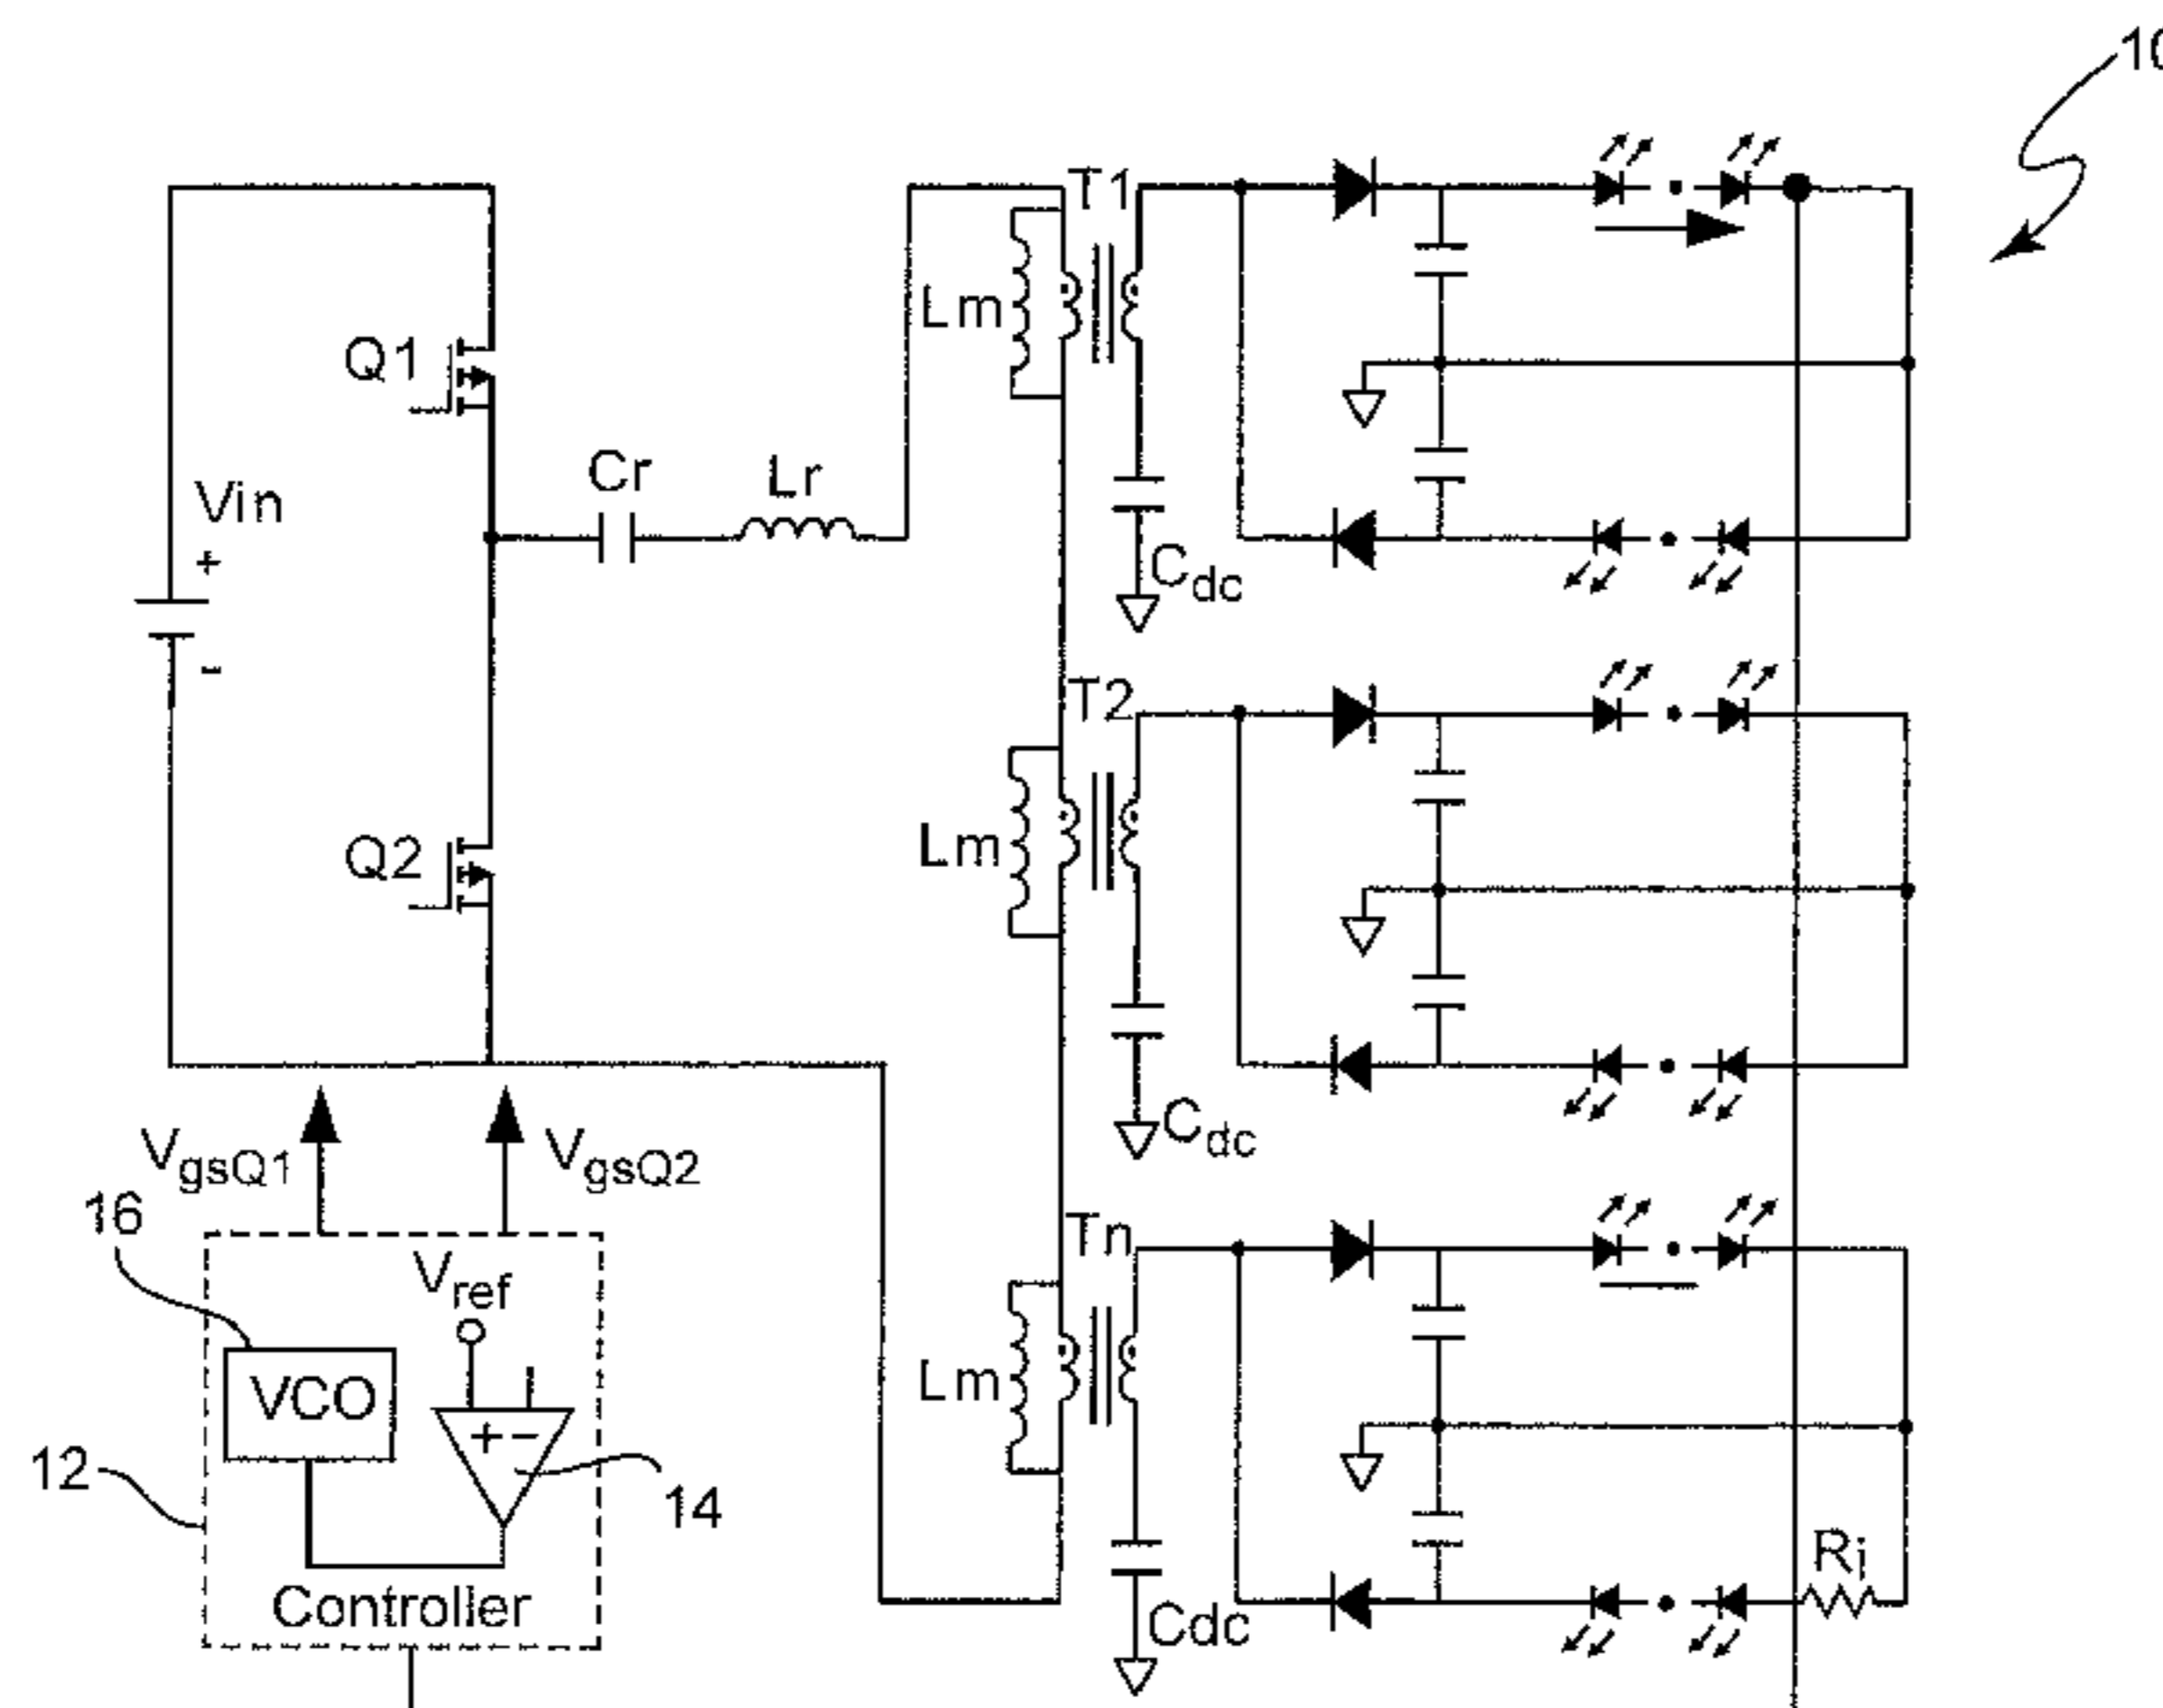 10
T1
Lm
Q1
Cr
Lr
Vin
+
-
Cdc
T2
Lm
Q2
Cdc
VgsQ1
VgsQ2
16
Vref
Tn
VCO
+ -
Lm
12
14
Ri
Controller
Cdc